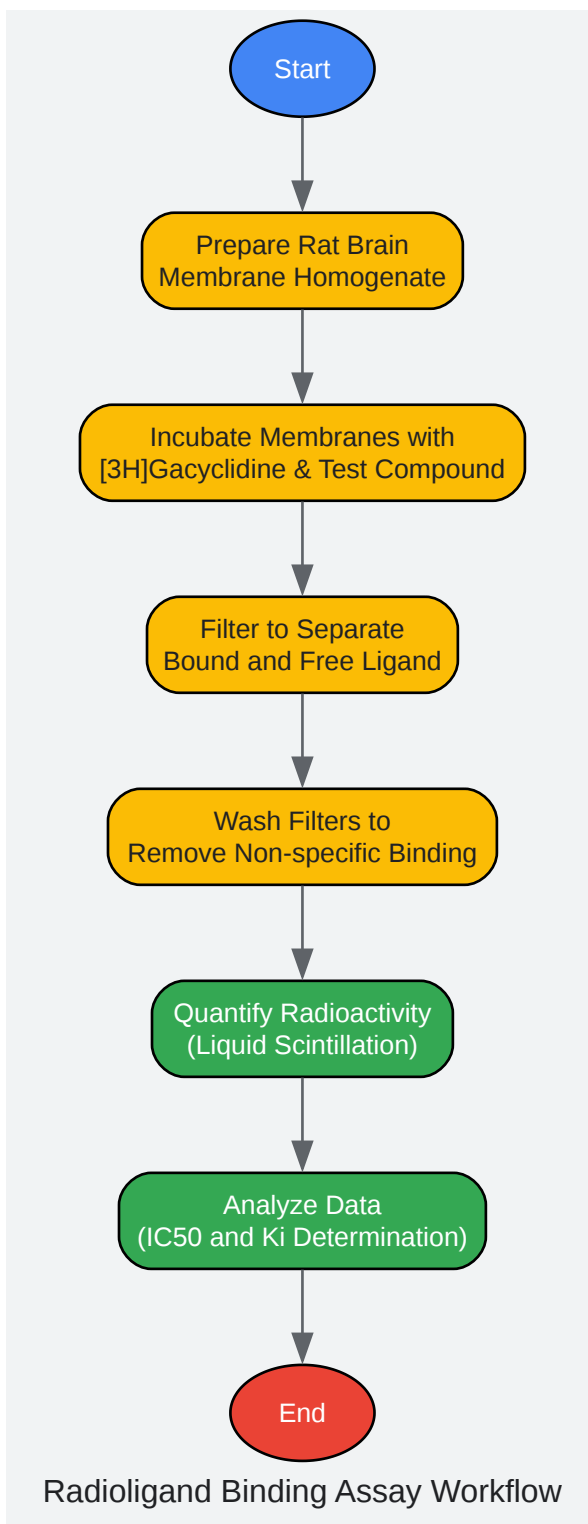 Start
Prepare Rat Brain
Membrane Homogenate
Incubate Membranes with
[3H]Gacyclidine & Test Compound
Filter to Separate
Bound and Free Ligand
Wash Filters to
Remove Non-specific Binding
Quantify Radioactivity
(Liquid Scintillation)
Analyze Data
(IC50 and Ki Determination)
End
Radioligand Binding Assay Workflow